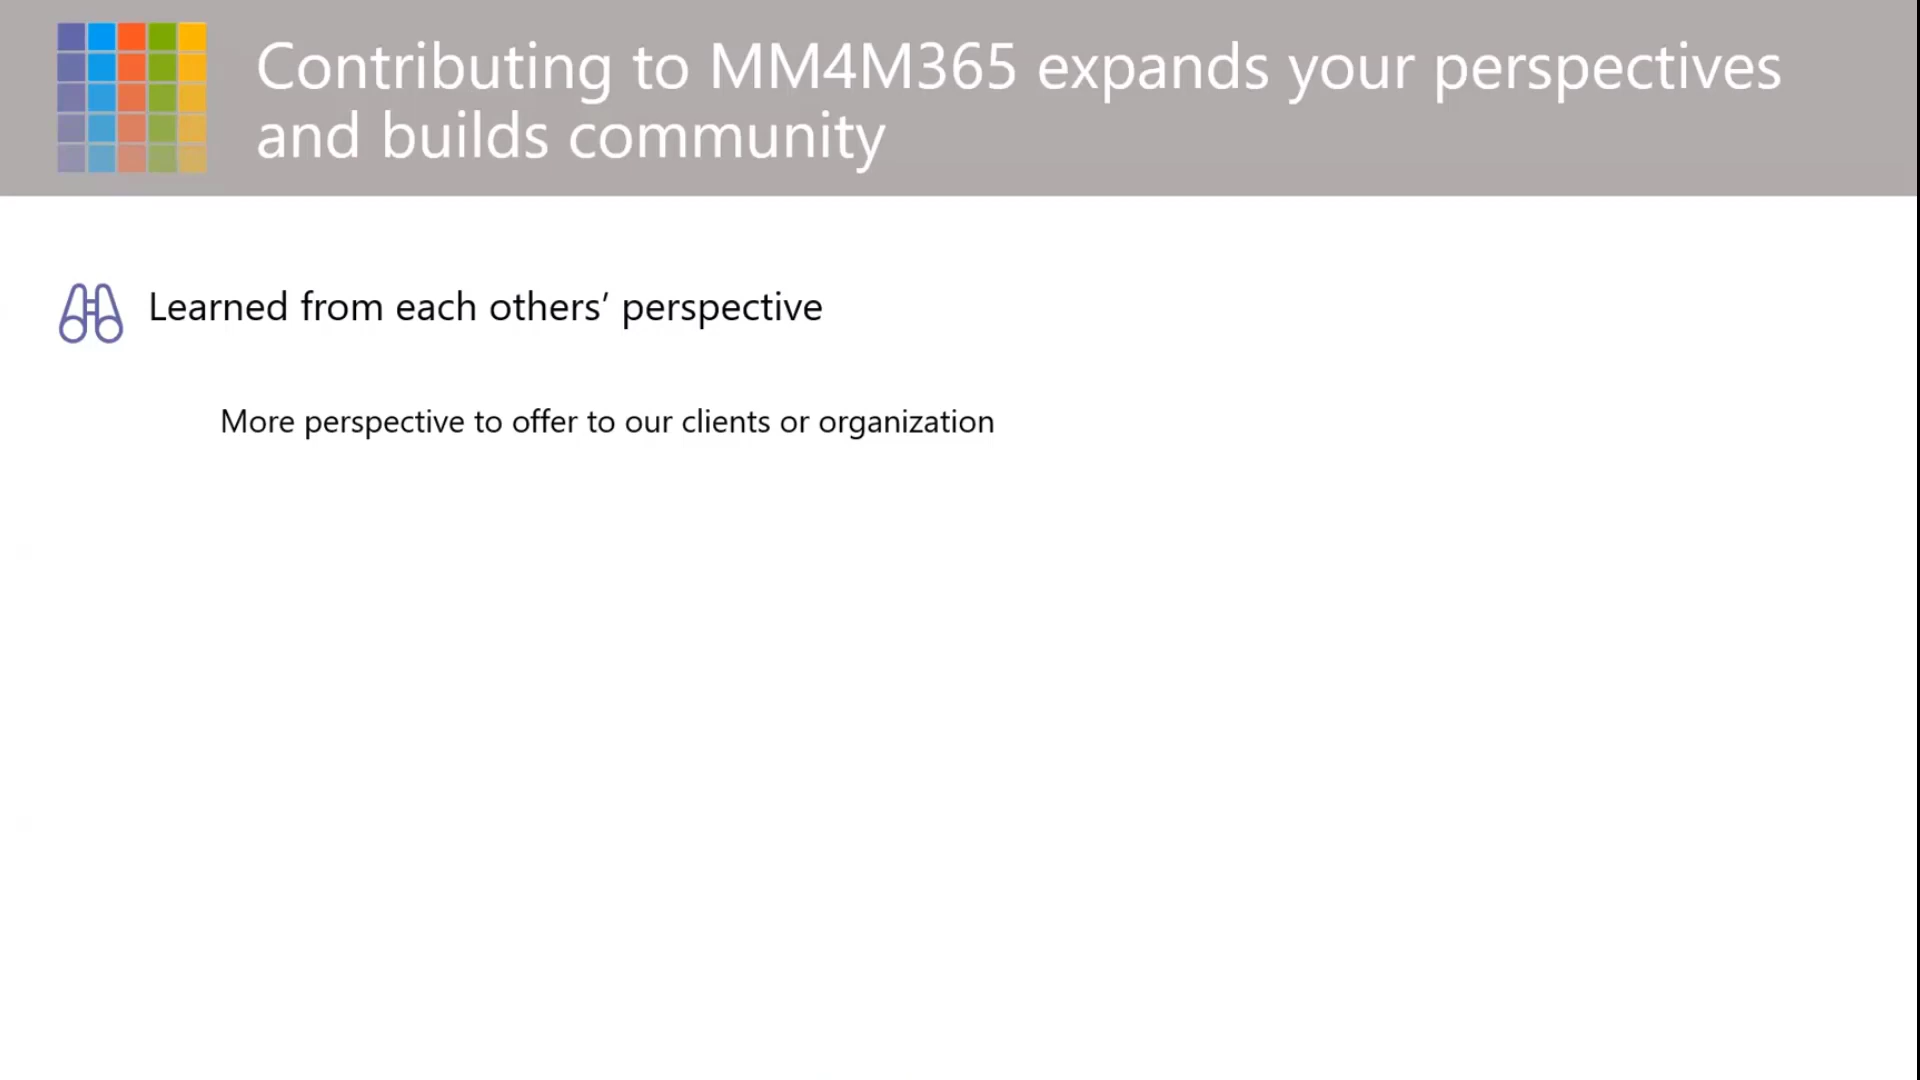 Contributing to MM4M365 expands your perspectives
and builds community
Learned from each others’ perspective
More perspective to offer to our clients or organization